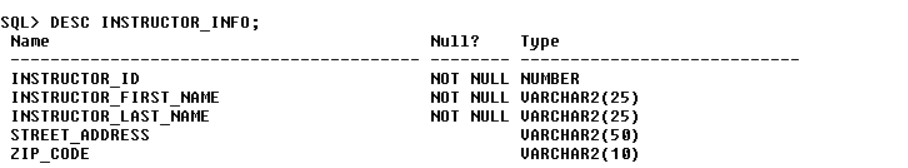 SQL> DESC INSTRUCTOR_INFO;
Name Null? Type
----------------------------------------- -------- ----------------------------
INSTRUCTOR_ID NOT NULL NUMBER
INSTRUCTOR_FIRST_NAME NOT NULL VARCHAR2(25)
INSTRUCTOR_LAST_NAME NOT NULL VARCHAR2(25)
STREET_ADDRESS VARCHAR2(50)
ZIP_CODE VARCHAR2(10)